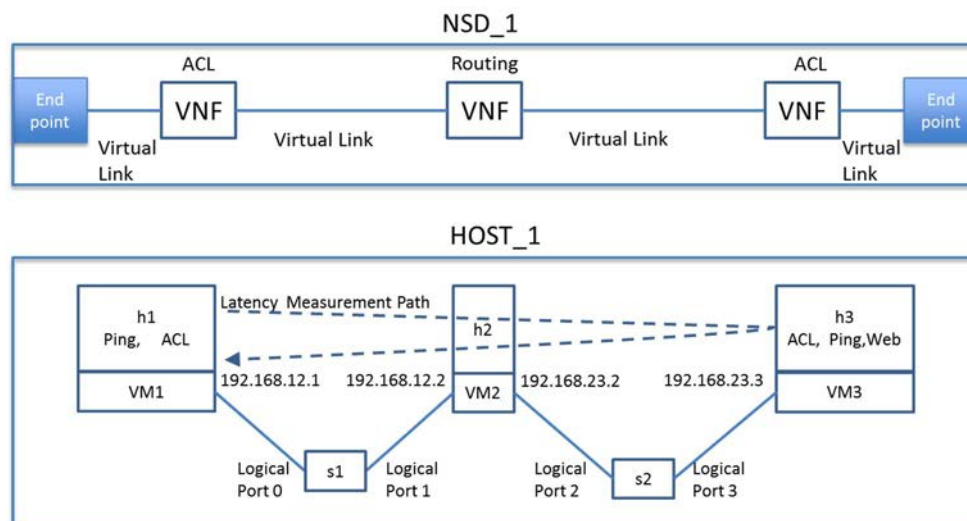 NSD_1
ACL
Routing
ACL
End
point
VNF
VNF
VNF
End
point
Virtual
Link
Virtual Link
Virtual Link
Virtual
Link
HOST_1
Latency Measurement Path
h1
Ping, ACL
h2
h3
ACL, Ping,Web
192.168.12.1
192.168.12.2
192.168.23.2
192.168.23.3
VM1
VM2
VM3
Logical
Port 0
s1
Logical
Port 1
Logical
Port 2
s2
Logical
Port 3